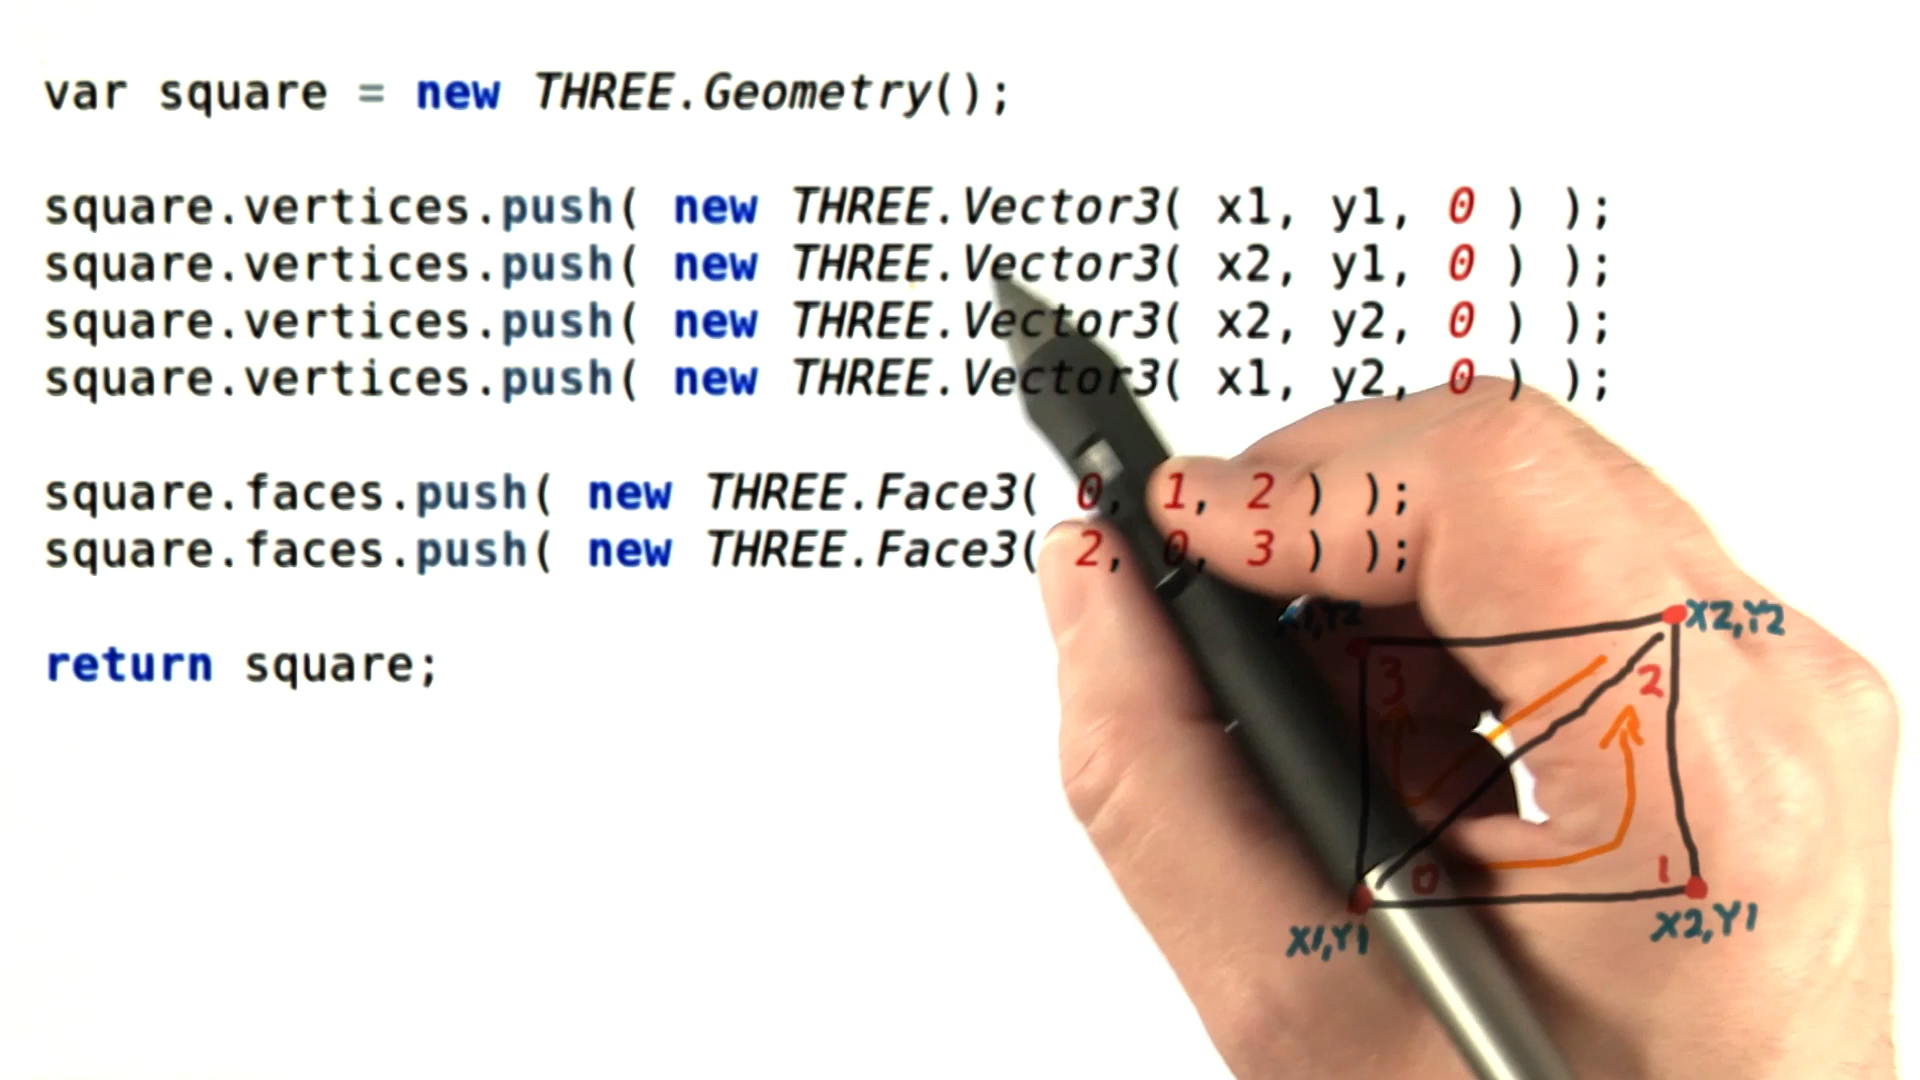 var square = new THREE.Geometry();
square.vertices.push( new THREE.Vector3( x1, y1, 0 ) );
square.vertices.push( new THREE.Vector3( x2, y1, 0 ) );
square.vertices.push( new THREE.Vector3( x2, y2, 0 ) );
square.vertices.push( new THREE.Vector3( x1, y2, 0 ) );
square.faces.push( new THREE.Face3( 0, 1, 2 ) );
square.faces.push( new THREE.Face3( 2, 0, 3 ) );
return square;
X1,Y2 X2,Y2
3 2
0 1
X1,Y1 X2,Y1